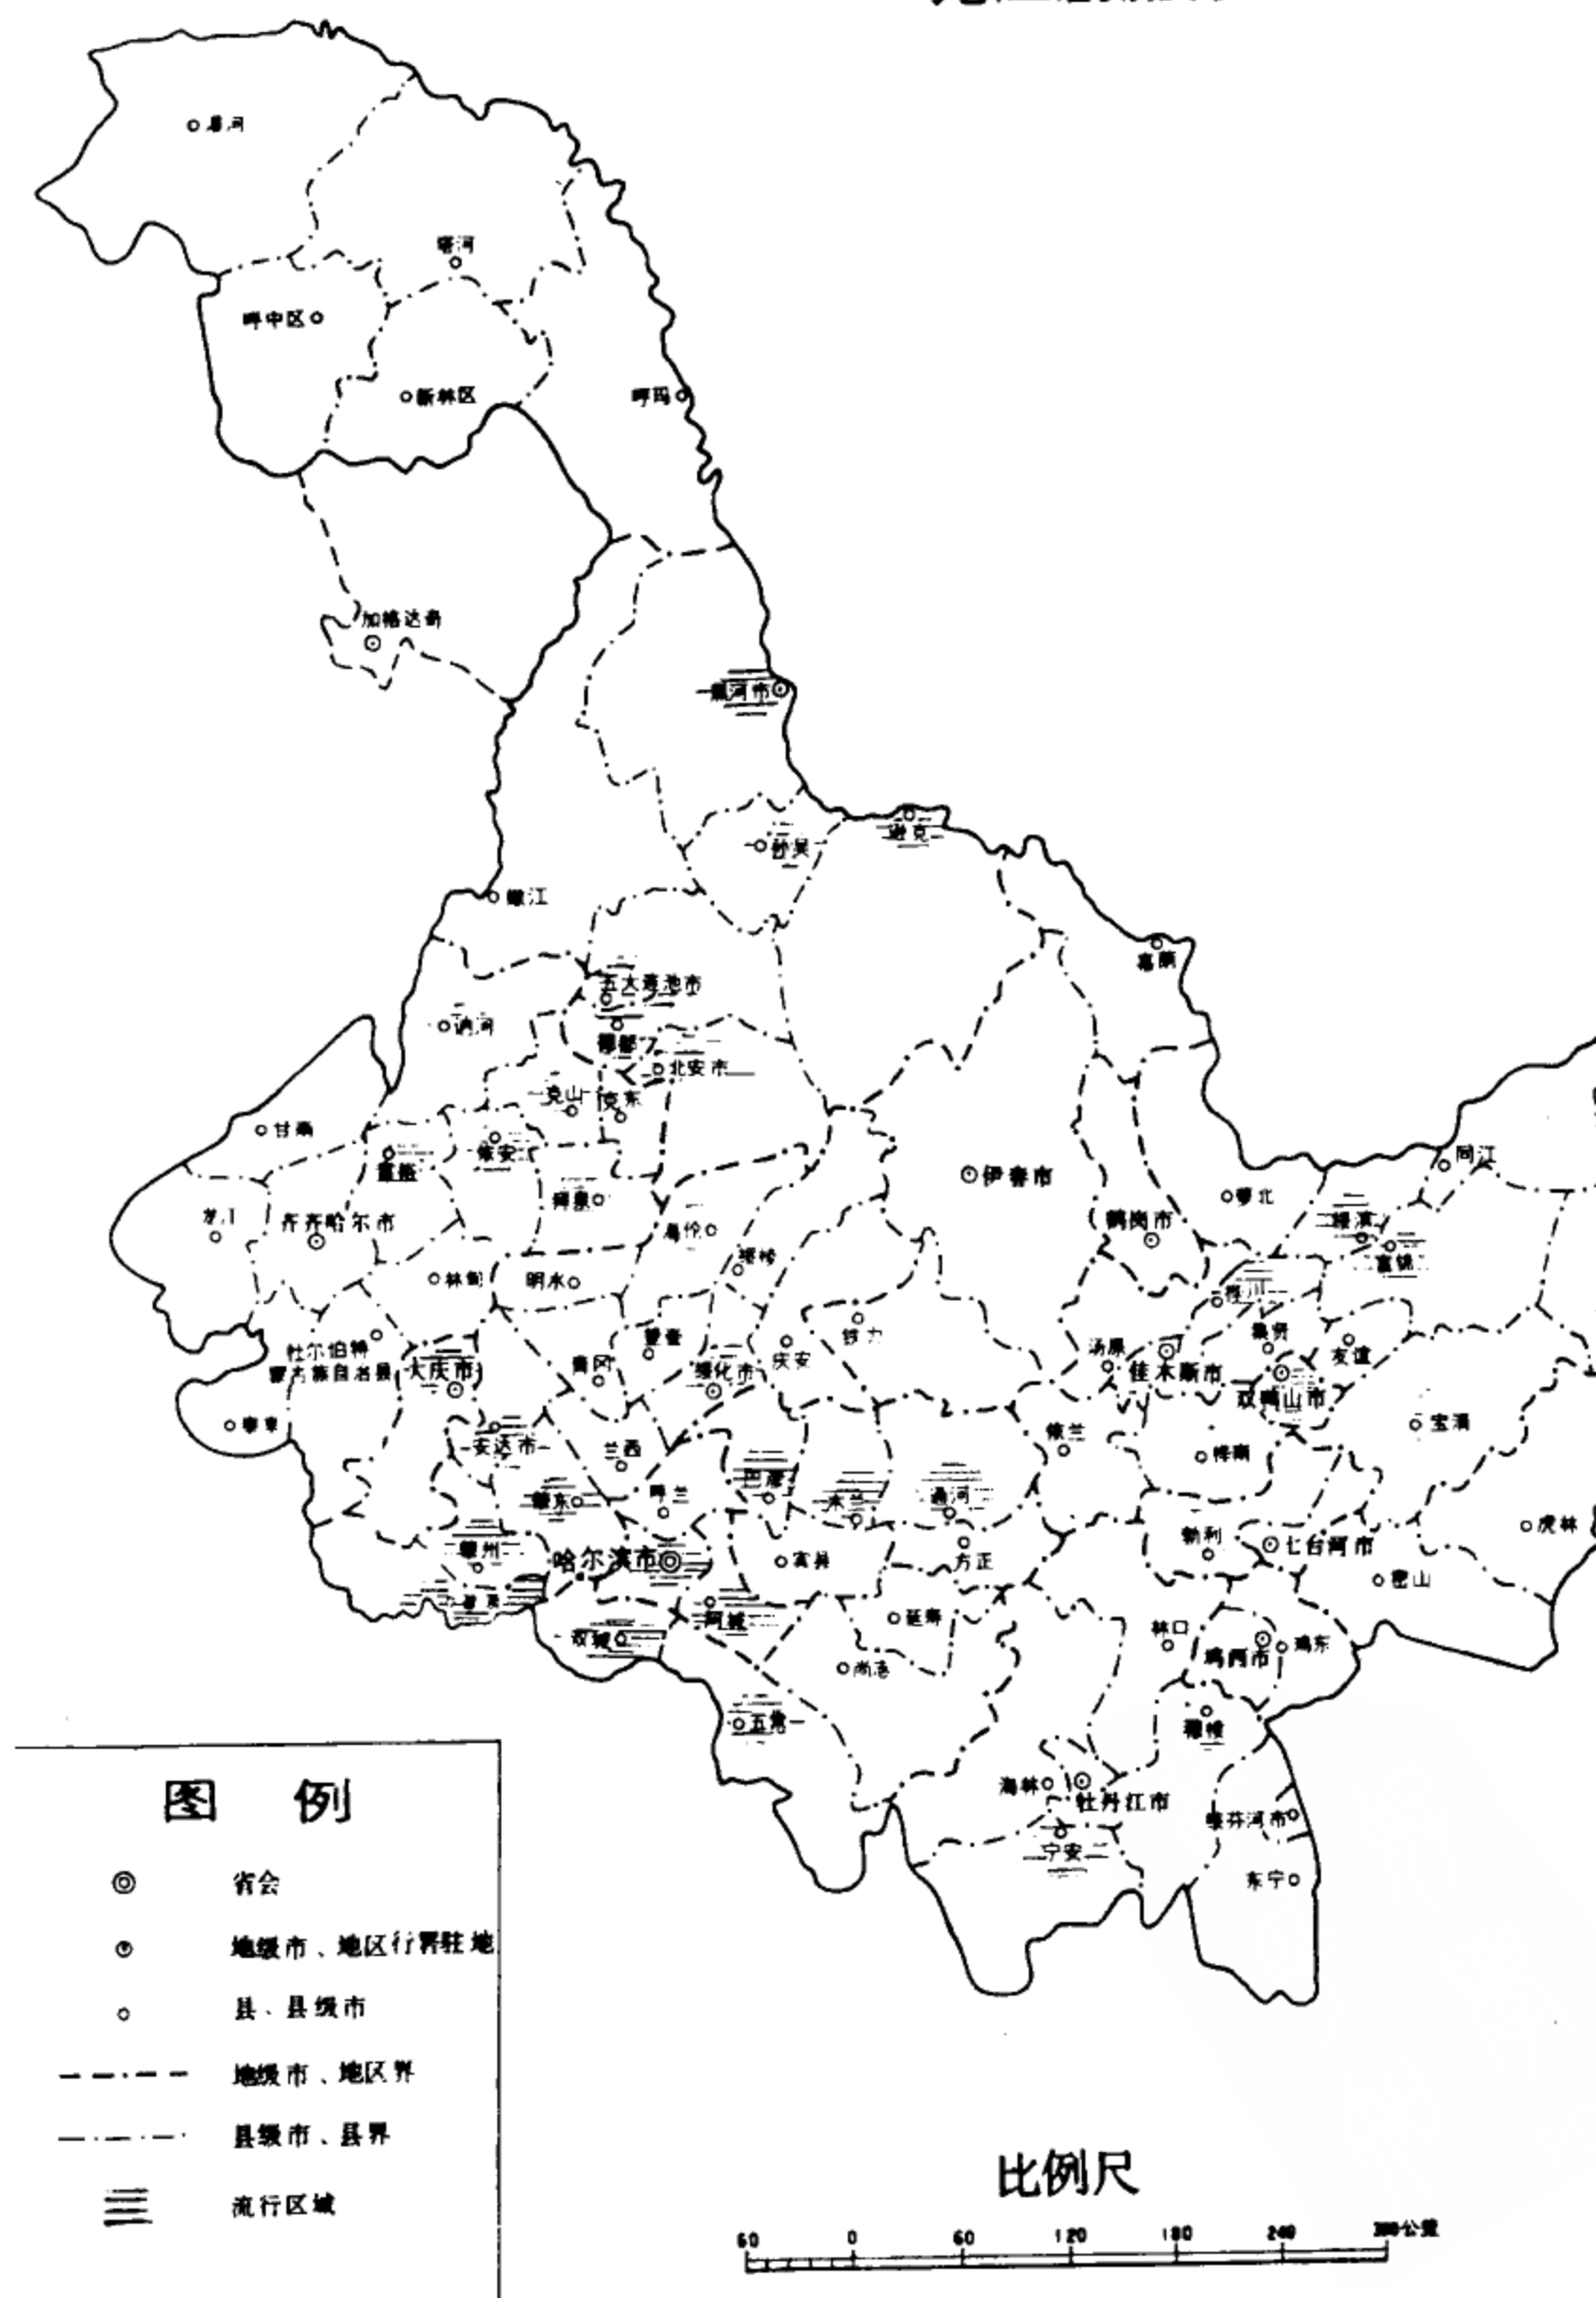 塔河
呼中区
新林区
呼玛
加格达奇
黑河市
孙吴
逊克
嫩江
嘉荫
五大连池市
讷河
德都
北安市
克山
克东
甘南
依安
富裕
同江
伊春市
拜泉
萝北
绥滨
龙江
齐齐哈尔市
鹤岗市
海伦
富锦
绥棱
林甸
明水
桦川
望奎
铁力
集贤
杜尔伯特
蒙古族自治县
大庆市
青冈
绥化市
庆安
汤原
佳木斯市
友谊
双鸭山市
泰来
安达市
兰西
依兰
桦南
宝清
肇东
呼兰
巴彦
木兰
通河
肇州
哈尔滨市
宾县
方正
勃利
七台河市
虎林
密山
肇源
双城
阿城
延寿
林口
鸡西市
鸡东
尚志
五常
穆棱
海林
牡丹江市
绥芬河市
宁安
东宁
图 例
省会
地级市、地区行署驻地
县、县级市
地级市、地区界
县级市、县界
流行区域
比例尺
60 0 60 120 180 240 300公里